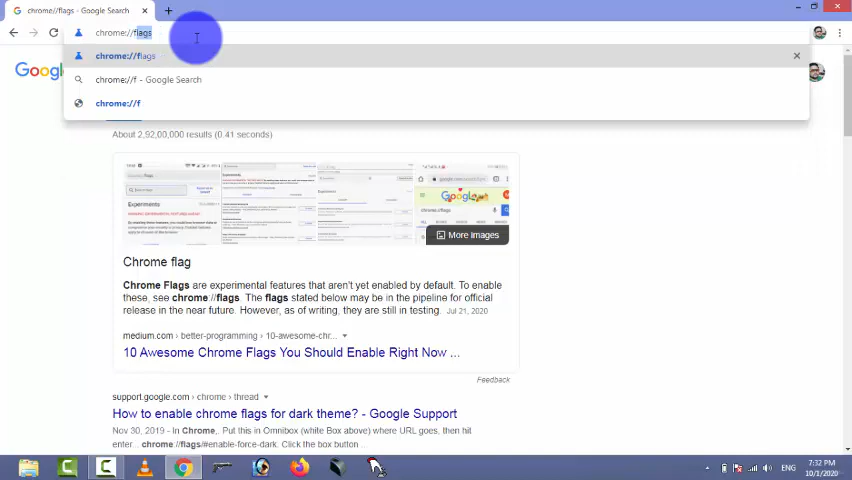 chrome//flags - Google Search
chrome://flags
chrome://flags
chrome://f - Google Search
chrome://f
Goog
About 2,92,00,000 results (0.41 seconds)
Experiments
Google
chrome://flags
More images
Chrome flag
Chrome Flags are experimental features that aren't yet enabled by default. To enable
these, see chrome://flags. The flags stated below may be in the pipeline for official
release in the near future. However, as of writing, they are still in testing. Jul 21, 2020
medium.com › better-programming › 10-awesome-chr...
10 Awesome Chrome Flags You Should Enable Right Now ...
Feedback
support.google.com › chrome › thread
How to enable chrome flags for dark theme? - Google Support
Nov 30, 2019 - In Chrome,. Put this in Omnibox (white Box above) where URL goes, then hit
enter... chrome://flags/#enable-force-dark. Click the box button ...
ENG
7:32 PM
10/1/2020